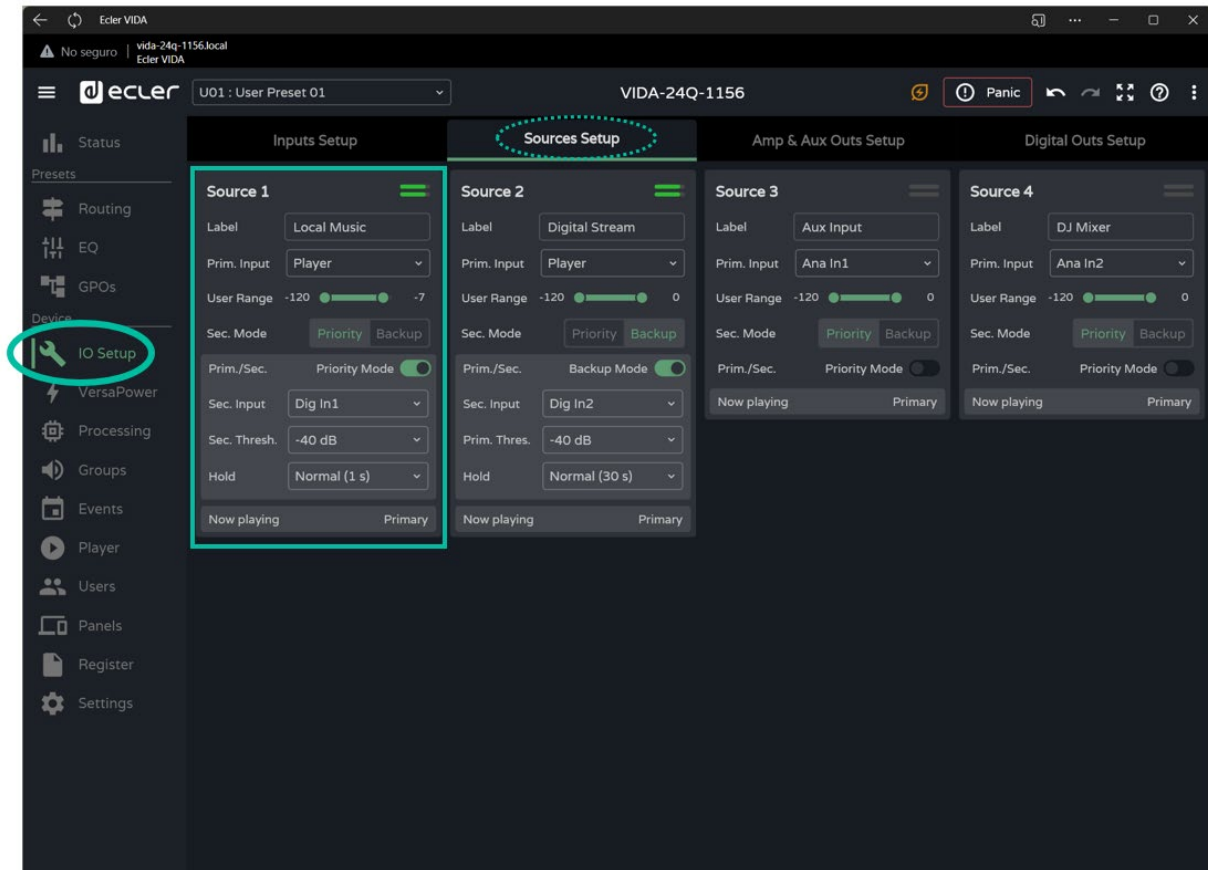 Ecler VIDA
No seguro
vida-24q-1156.local
Ecler VIDA
ecler
U01 : User Preset 01
VIDA-24Q-1156
Panic
Status
Presets
Routing
EQ
GPOs
Device
IO Setup
VersaPower
Processing
Groups
Events
Player
Users
Panels
Register
Settings
Inputs Setup
Sources Setup
Amp & Aux Outs Setup
Digital Outs Setup
Source 1
Label Local Music
Prim. Input Player
User Range -120 -7
Sec. Mode Priority Backup
Prim./Sec. Priority Mode
Sec. Input Dig In1
Sec. Thresh. -40 dB
Hold Normal (1 s)
Now playing Primary
Source 2
Label Digital Stream
Prim. Input Player
User Range -120 0
Sec. Mode Priority Backup
Prim./Sec. Backup Mode
Sec. Input Dig In2
Prim. Thres. -40 dB
Hold Normal (30 s)
Now playing Primary
Source 3
Label Aux Input
Prim. Input Ana In1
User Range -120 0
Sec. Mode Priority Backup
Prim./Sec. Priority Mode
Now playing Primary
Source 4
Label DJ Mixer
Prim. Input Ana In2
User Range -120 0
Sec. Mode Priority Backup
Prim./Sec. Priority Mode
Now playing Primary